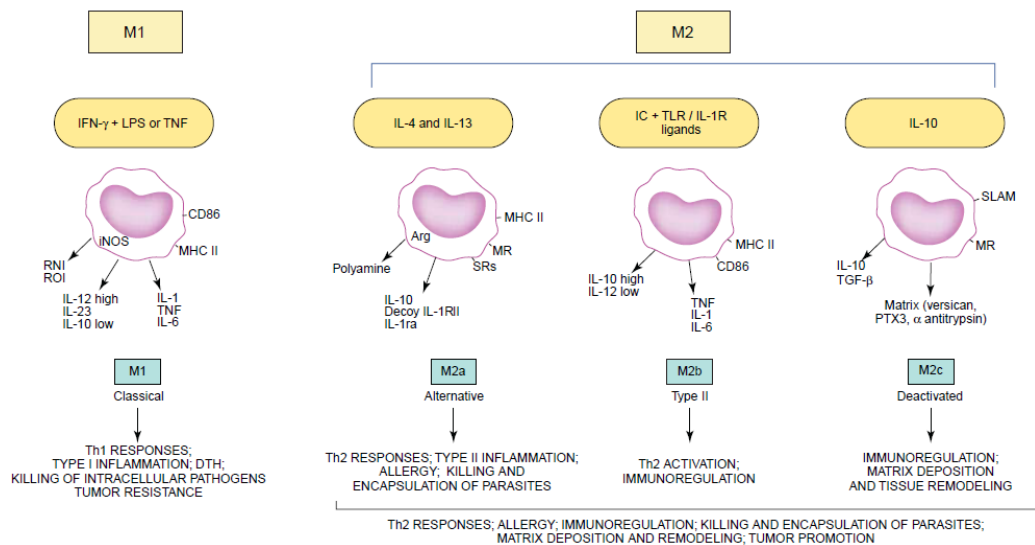 M1
M2
IFN-γ + LPS or TNF
IL-4 and IL-13
IC + TLR / IL-1R
ligands
IL-10
CD86
iNOS
MHC II
RNI
ROI
IL-12 high
IL-23
IL-10 low
IL-1
TNF
IL-6
MHC II
Arg
MR
SRs
Polyamine
IL-10
Decoy IL-1RII
IL-1ra
MHC II
CD86
IL-10 high
IL-12 low
TNF
IL-1
IL-6
SLAM
MR
IL-10
TGF-β
Matrix (versican,
PTX3, α antitrypsin)
M1
Classical
M2a
Alternative
M2b
Type II
M2c
Deactivated
Th1 RESPONSES;
TYPE I INFLAMMATION; DTH;
KILLING OF INTRACELLULAR PATHOGENS
TUMOR RESISTANCE
Th2 RESPONSES; TYPE II INFLAMMATION;
ALLERGY; KILLING AND
ENCAPSULATION OF PARASITES
Th2 ACTIVATION;
IMMUNOREGULATION
IMMUNOREGULATION;
MATRIX DEPOSITION
AND TISSUE REMODELING
Th2 RESPONSES; ALLERGY; IMMUNOREGULATION; KILLING AND ENCAPSULATION OF PARASITES;
MATRIX DEPOSITION AND REMODELING; TUMOR PROMOTION